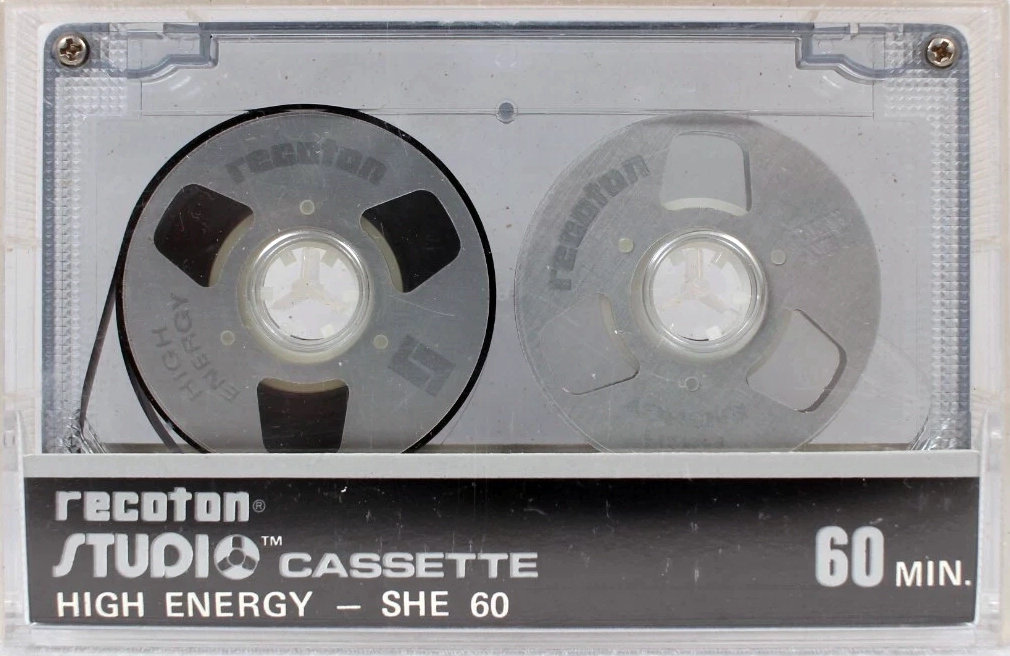 recoton
recoton
HIGH
ENERGY
recoton®
STUDIO™ CASSETTE
60 MIN.
HIGH ENERGY – SHE 60